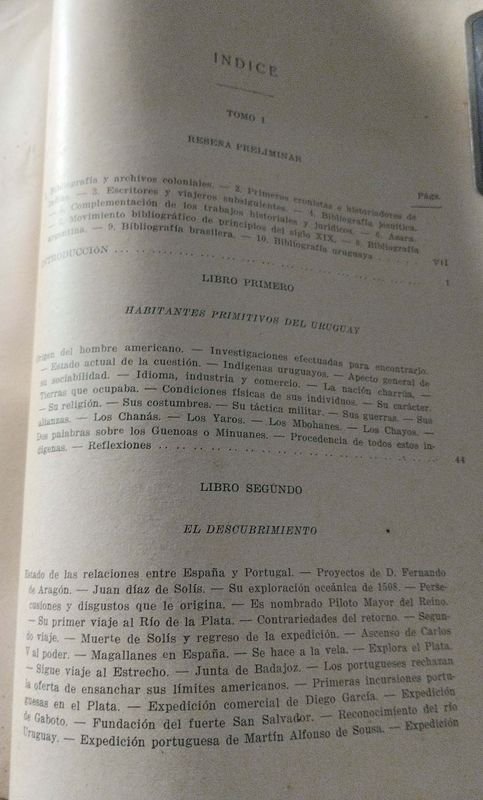 INDICE
TOMO I
RESEÑA PRELIMINAR
Págs.
Bibliografía y archivos coloniales. — 2. Primeros cronistas e historiadores de
Indias. — 3. Escritores y viajeros subsiguientes. — 4. Bibliografía jesuítica.
5. Complementación de los trabajos historiales y jurídicos. — 6. Azara.
7. Movimiento bibliográfico de principios del siglo XIX. — 8. Bibliografía
argentina. — 9. Bibliografía brasilera. — 10. Bibliografía uruguaya ....... VII
INTRODUCCIÓN ........ 1
LIBRO PRIMERO
HABITANTES PRIMITIVOS DEL URUGUAY
Origen del hombre americano. — Investigaciones efectuadas para encontrarlo.
— Estado actual de la cuestión. — Indígenas uruguayos. — Apecto general de
su sociabilidad. — Idioma, industria y comercio. — La nación charrúa. —
Tierras que ocupaba. — Condiciones físicas de sus individuos. — Su carácter.
— Su religión. — Sus costumbres. — Su táctica militar. — Sus guerras. — Sus
alianzas. — Los Chanás. — Los Yaros. — Los Mbohanes. — Los Chayos. —
Dos palabras sobre los Guenoas o Minuanes. — Procedencia de todos estos in-
dígenas. — Reflexiones ........ 44
LIBRO SEGUNDO
EL DESCUBRIMIENTO
Estado de las relaciones entre España y Portugal. — Proyectos de D. Fernando
de Aragón. — Juan díaz de Solís. — Su exploración oceánica de 1508. — Perse-
cusiones y disgustos que le origina. — Es nombrado Piloto Mayor del Reino.
— Su primer viaje al Río de la Plata. — Contrariedades del retorno. — Segun-
do viaje. — Muerte de Solís y regreso de la expedición. — Ascenso de Carlos
V al poder. — Magallanes en España. — Se hace a la vela. — Explora el Plata.
— Sigue viaje al Estrecho. — Junta de Badajoz. — Los portugueses rechazan
la oferta de ensanchar sus límites americanos. — Primeras incursiones portu-
guesas en el Plata. — Expedición comercial de Diego García. — Expedición
de Gaboto. — Fundación del fuerte San Salvador. — Reconocimiento del río
Uruguay. — Expedición portuguesa de Martín Alfonso de Sousa. — Expedición